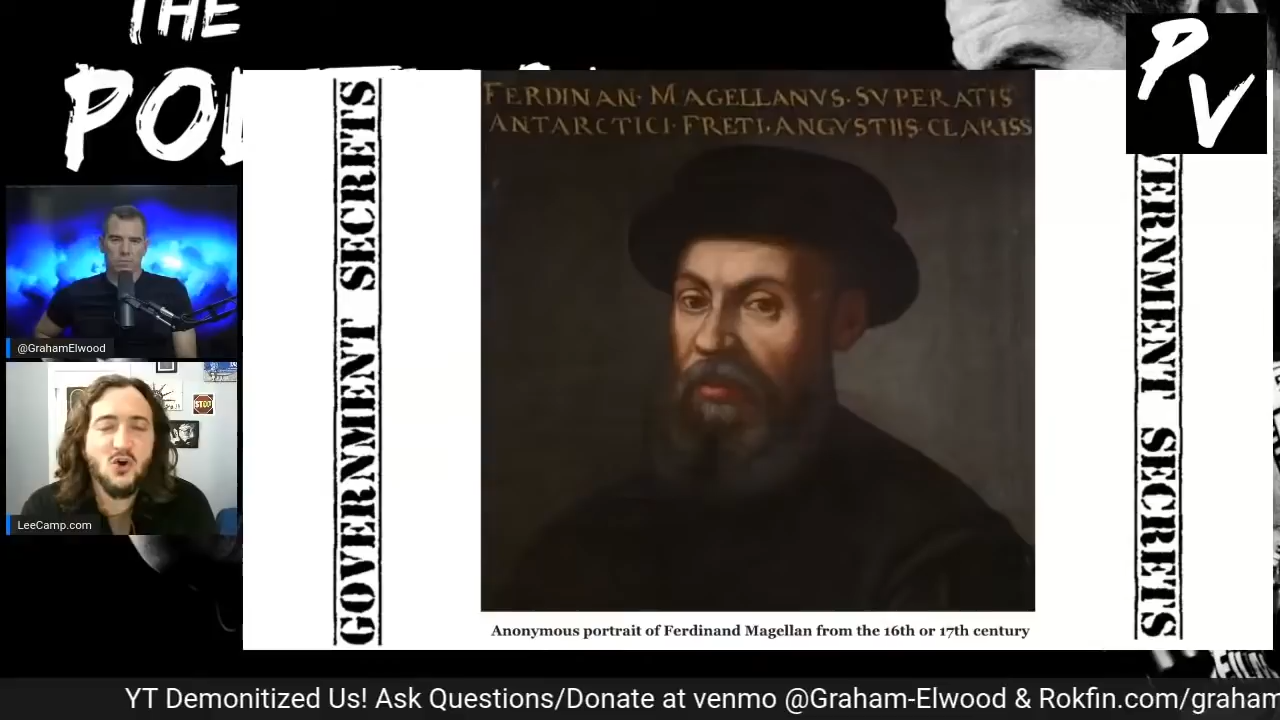 THE
PV
GOVERNMENT SECRETS
FERDINAN· MAGELLANVS· SVPERATIS
ANTARCTICI· FRETI· ANGVSTIIS· CLARISS
VERNMENT SECRETS
@GrahamElwood
STOP
LeeCamp.com
Anonymous portrait of Ferdinand Magellan from the 16th or 17th century
YT Demonitized Us! Ask Questions/Donate at venmo @Graham-Elwood & Rokfin.com/graham